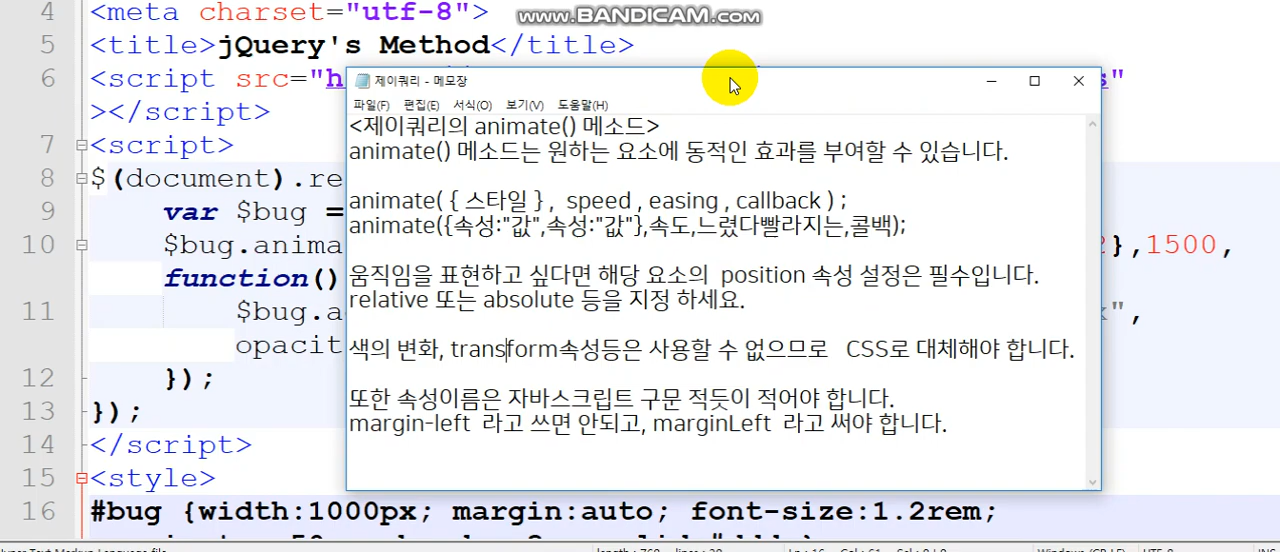 www.BANDICAM.com
4 <meta charset="utf-8">
5 <title>jQuery's Method</title>
6 <script src="h s"
></script>
7 <script>
8 $(document).re
9 var $bug =
10 $bug.anima 2},1500,
function()
11 $bug.a k",
opacit
12 });
13 });
14 </script>
15 <style>
16 #bug {width:1000px; margin:auto; font-size:1.2rem;
제이쿼리 - 메모장
파일(F) 편집(E) 서식(O) 보기(V) 도움말(H)
<제이쿼리의 animate() 메소드>
animate() 메소드는 원하는 요소에 동적인 효과를 부여할 수 있습니다.
animate( { 스타일 } , speed , easing , callback ) ;
animate({속성:"값",속성:"값"},속도,느렸다빨라지는,콜백);
움직임을 표현하고 싶다면 해당 요소의 position 속성 설정은 필수입니다.
relative 또는 absolute 등을 지정 하세요.
색의 변화, transform속성등은 사용할 수 없으므로 CSS로 대체해야 합니다.
또한 속성이름은 자바스크립트 구문 적듯이 적어야 합니다.
margin-left 라고 쓰면 안되고, marginLeft 라고 써야 합니다.